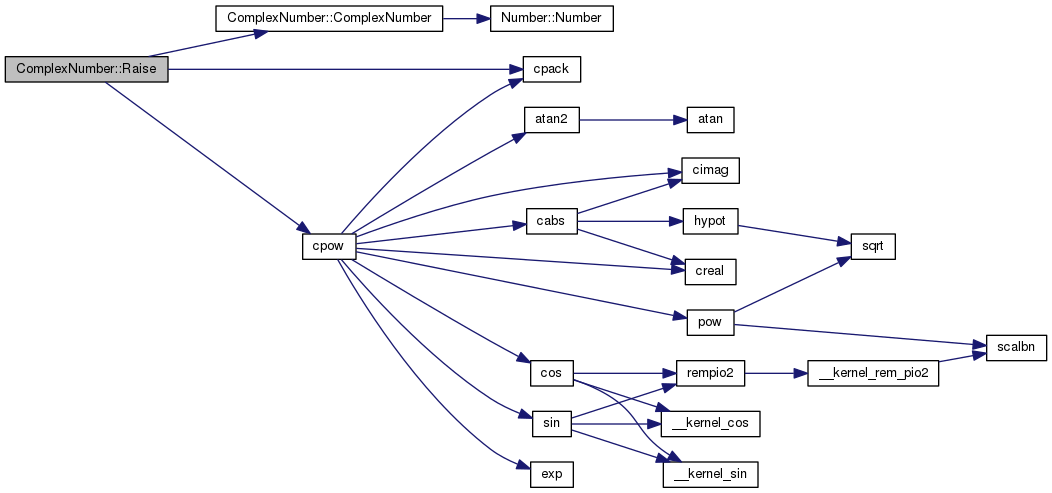 ComplexNumber::ComplexNumber
Number::Number
ComplexNumber::Raise
cpack
atan2
atan
cimag
cabs
hypot
cpow
sqrt
creal
pow
scalbn
cos
rempio2
__kernel_rem_pio2
sin
__kernel_cos
exp
__kernel_sin